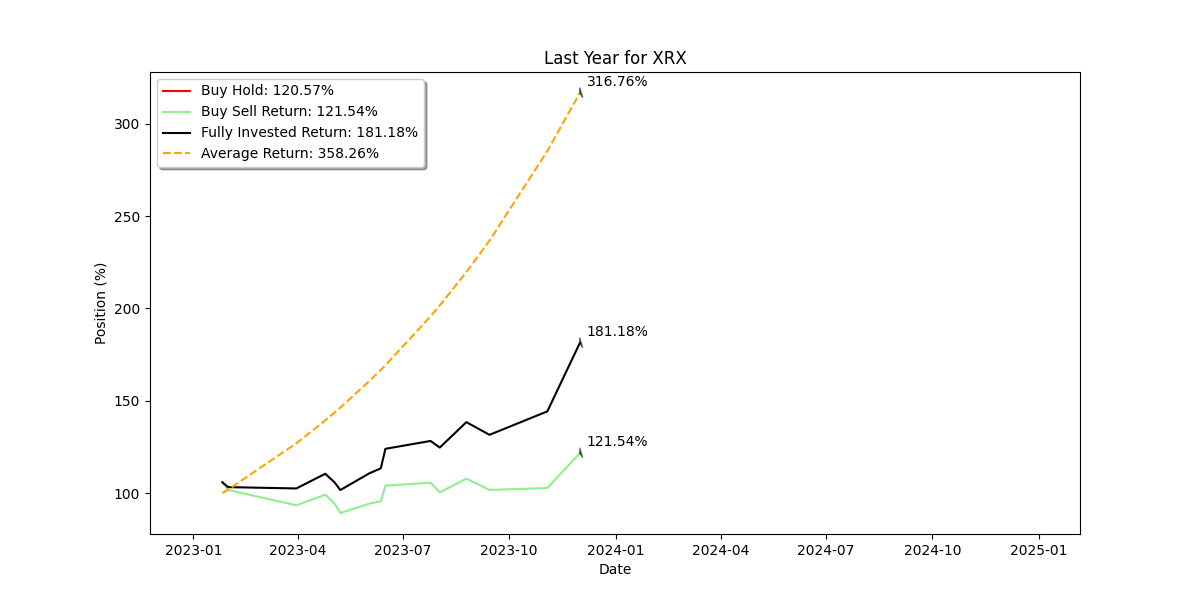 Last Year for XRX
316.76%
Buy Hold: 120.57%
Buy Sell Return: 121.54%
Fully Invested Return: 181.18%
Average Return: 358.26%
300
250
200
181.18%
150
121.54%
100
Position (%)
2023-01 2023-04 2023-07 2023-10 2024-01 2024-04 2024-07 2024-10 2025-01
Date